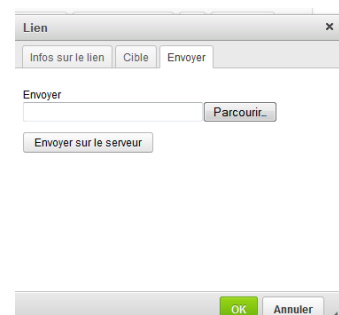 Lien ×
Infos sur le lien Cible Envoyer
Envoyer
Parcourir...
Envoyer sur le serveur
OK Annuler